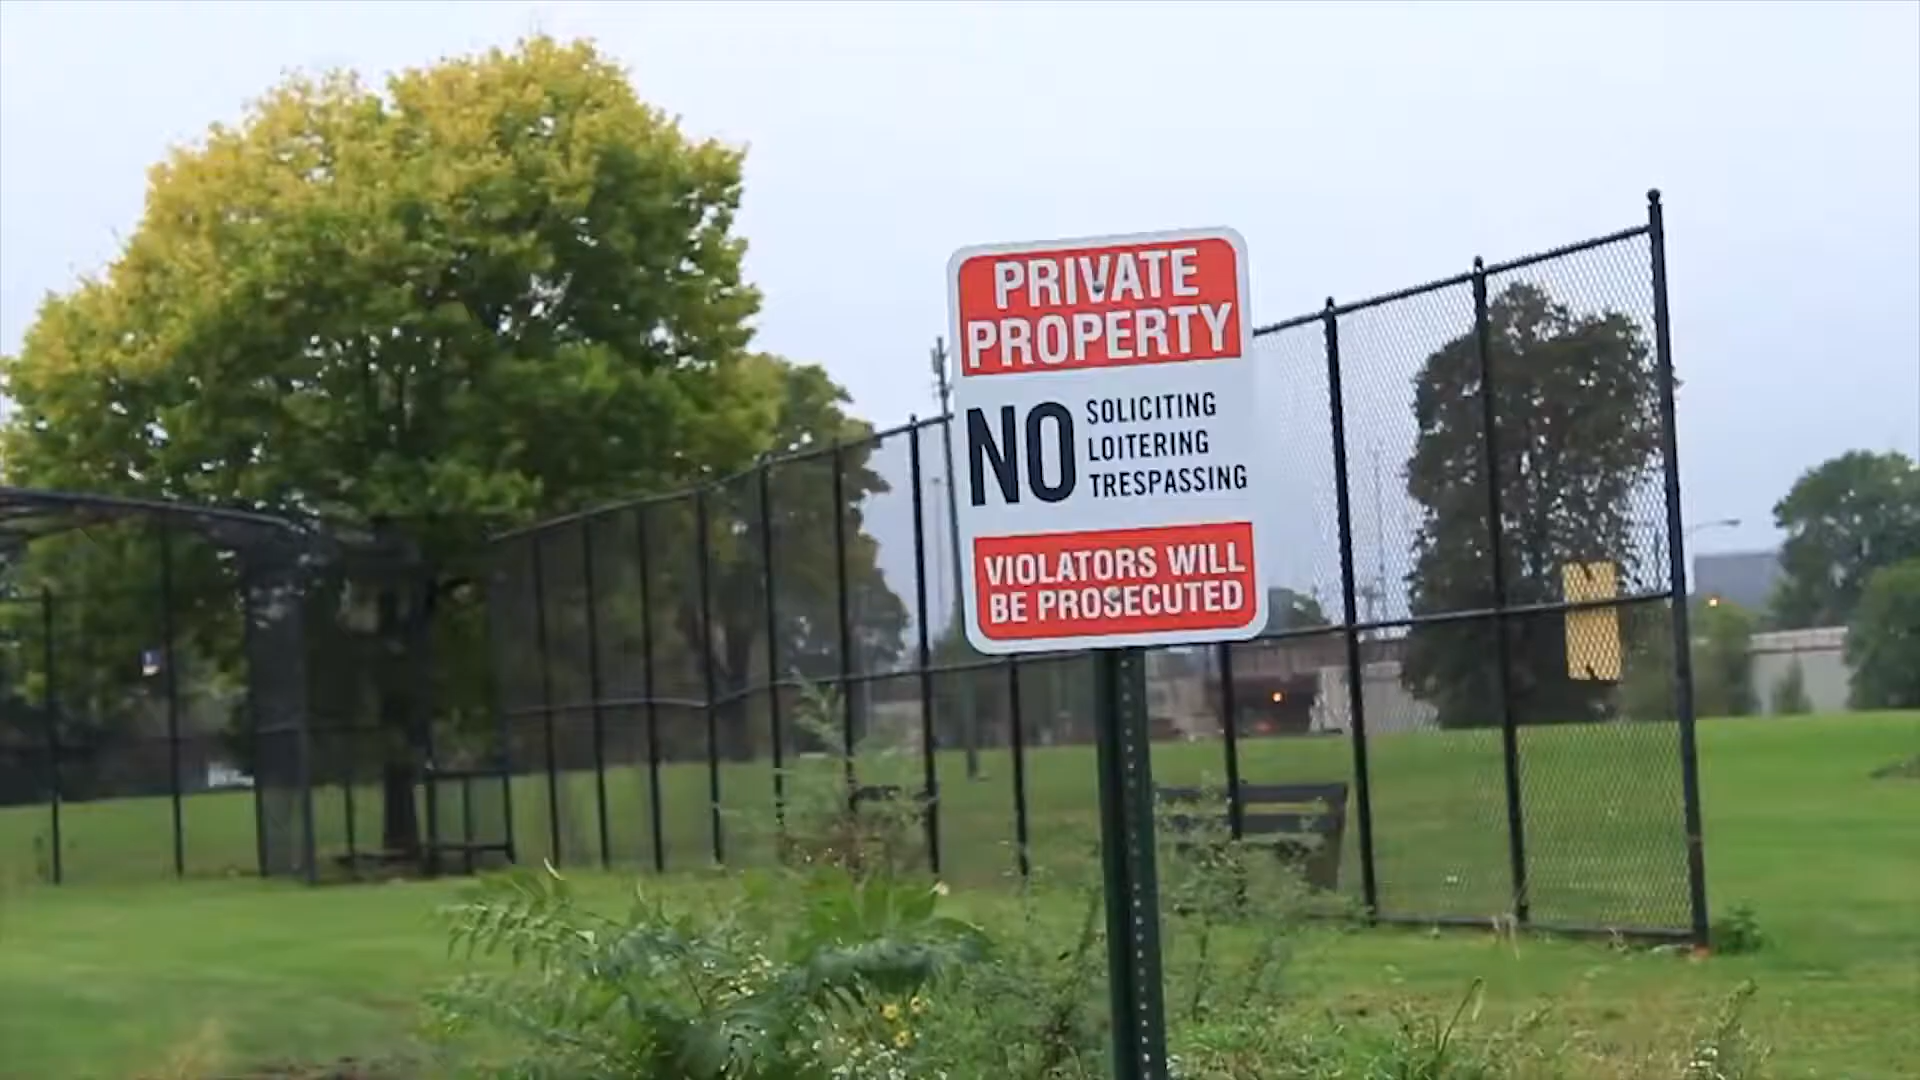 PRIVATE
PROPERTY
NO SOLICITING
LOITERING
TRESPASSING
VIOLATORS WILL
BE PROSECUTED